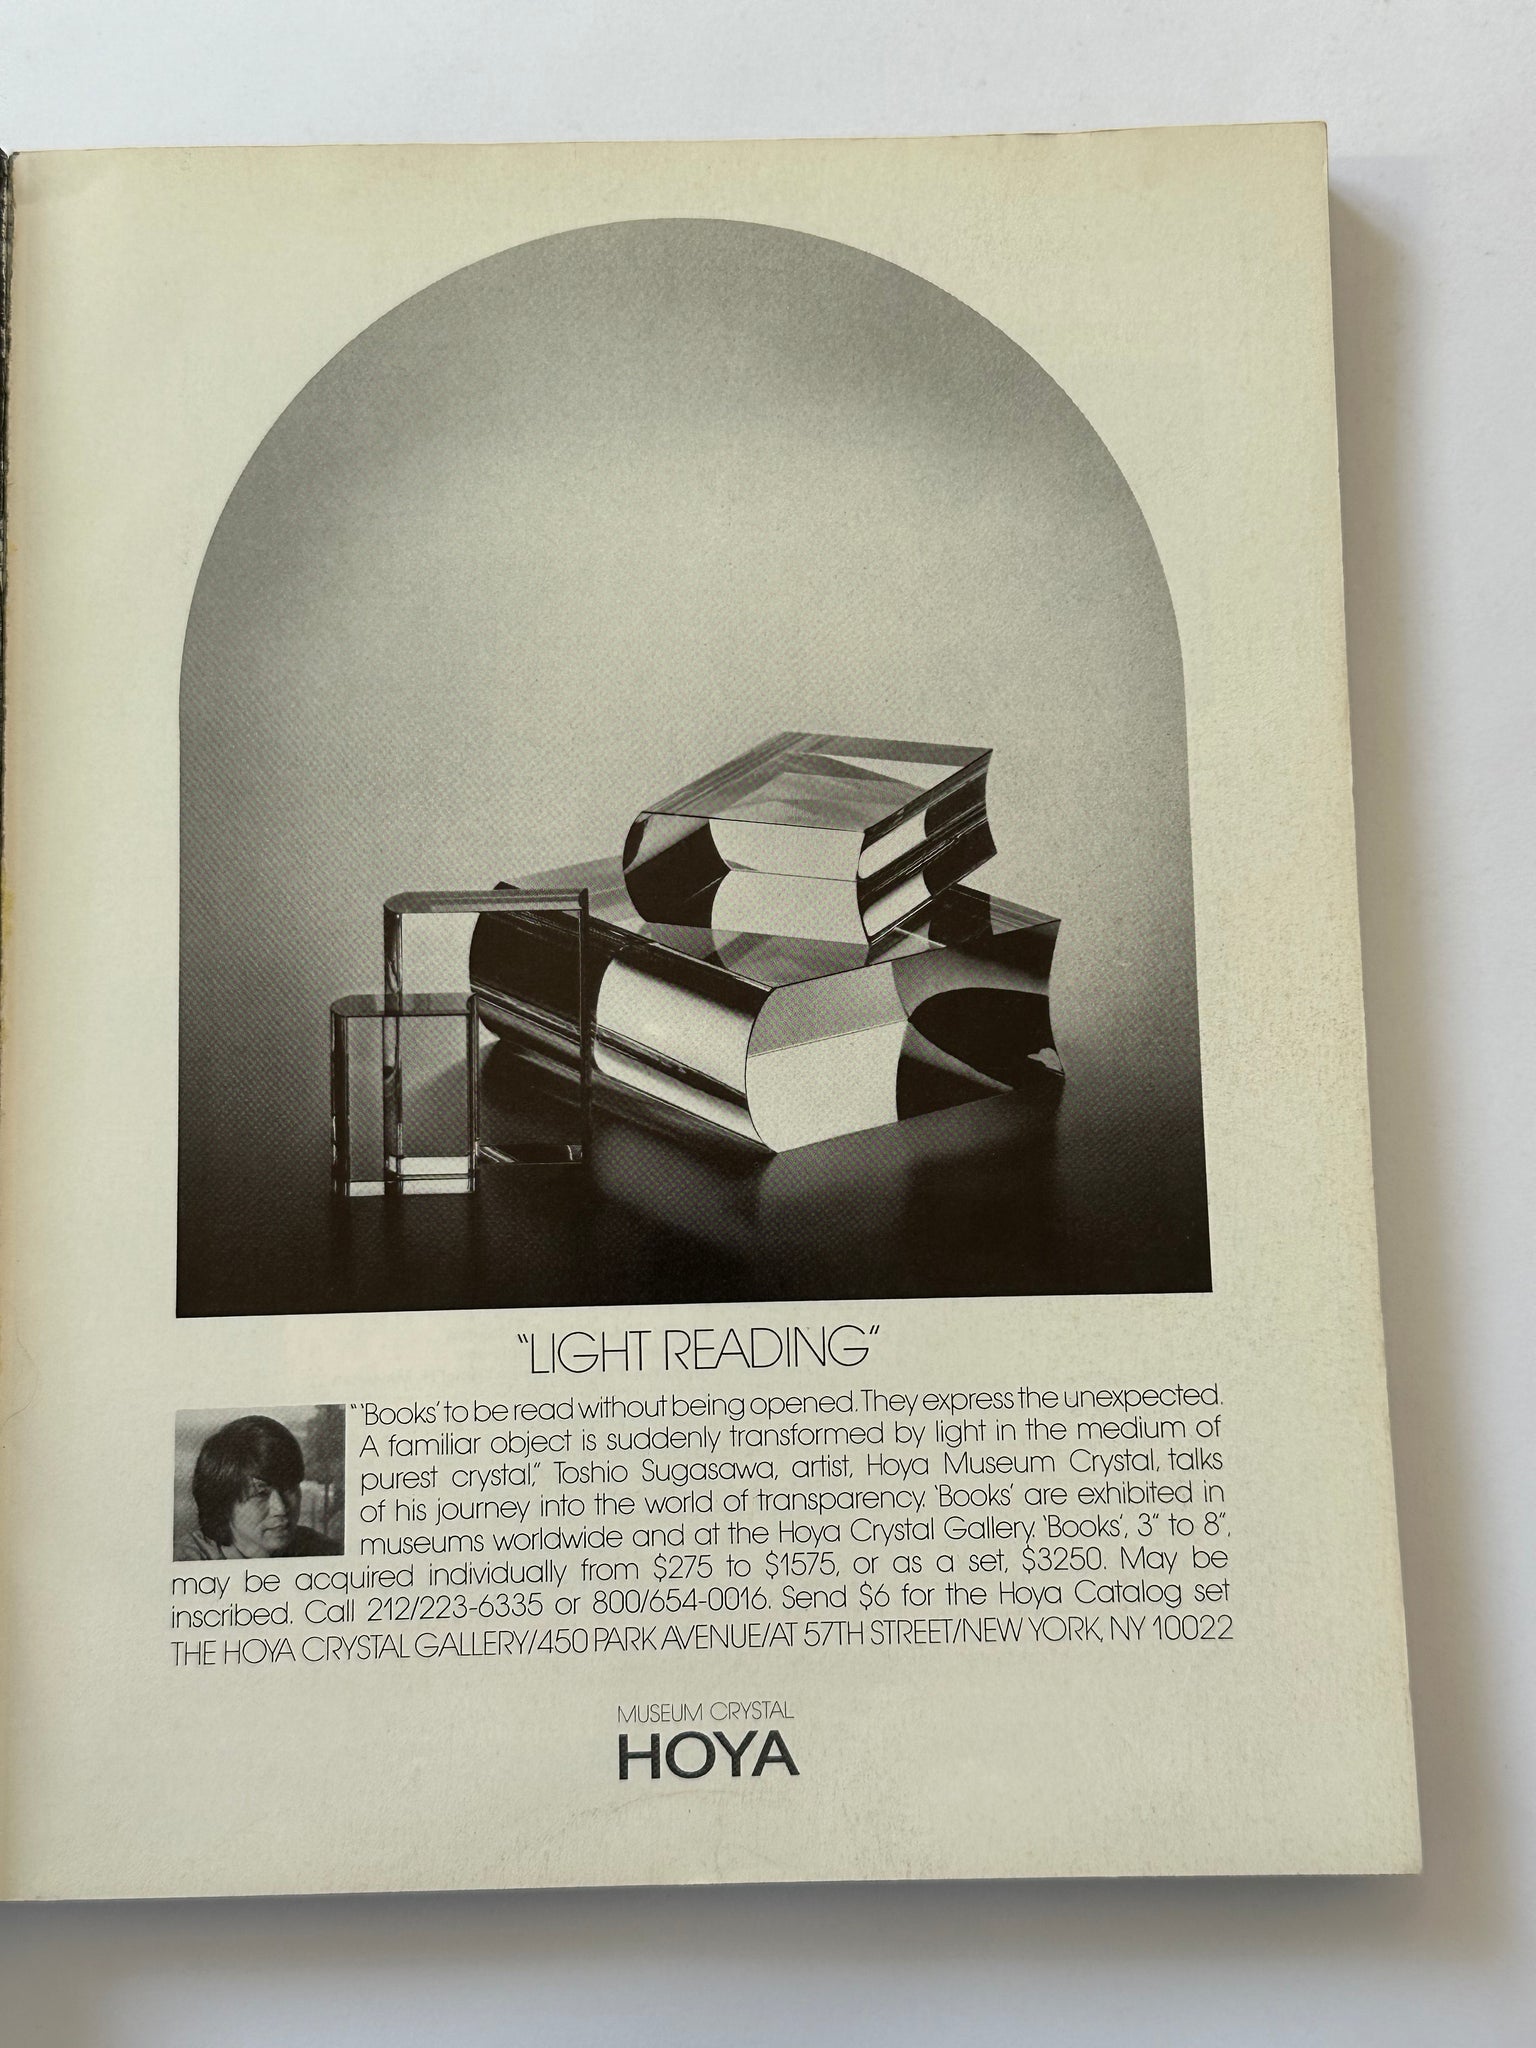 "LIGHT READING"
"'Books' to be read without being opened. They express the unexpected.
A familiar object is suddenly transformed by light in the medium of
purest crystal," Toshio Sugasawa, artist, Hoya Museum Crystal, talks
of his journey into the world of transparency. 'Books' are exhibited in
museums worldwide and at the Hoya Crystal Gallery. 'Books', 3" to 8",
may be acquired individually from $275 to $1575, or as a set, $3250. May be
inscribed. Call 212/223-6335 or 800/654-0016. Send $6 for the Hoya Catalog set
THE HOYA CRYSTAL GALLERY/450 PARK AVENUE/AT 57TH STREET/NEW YORK, NY 10022
MUSEUM CRYSTAL
HOYA